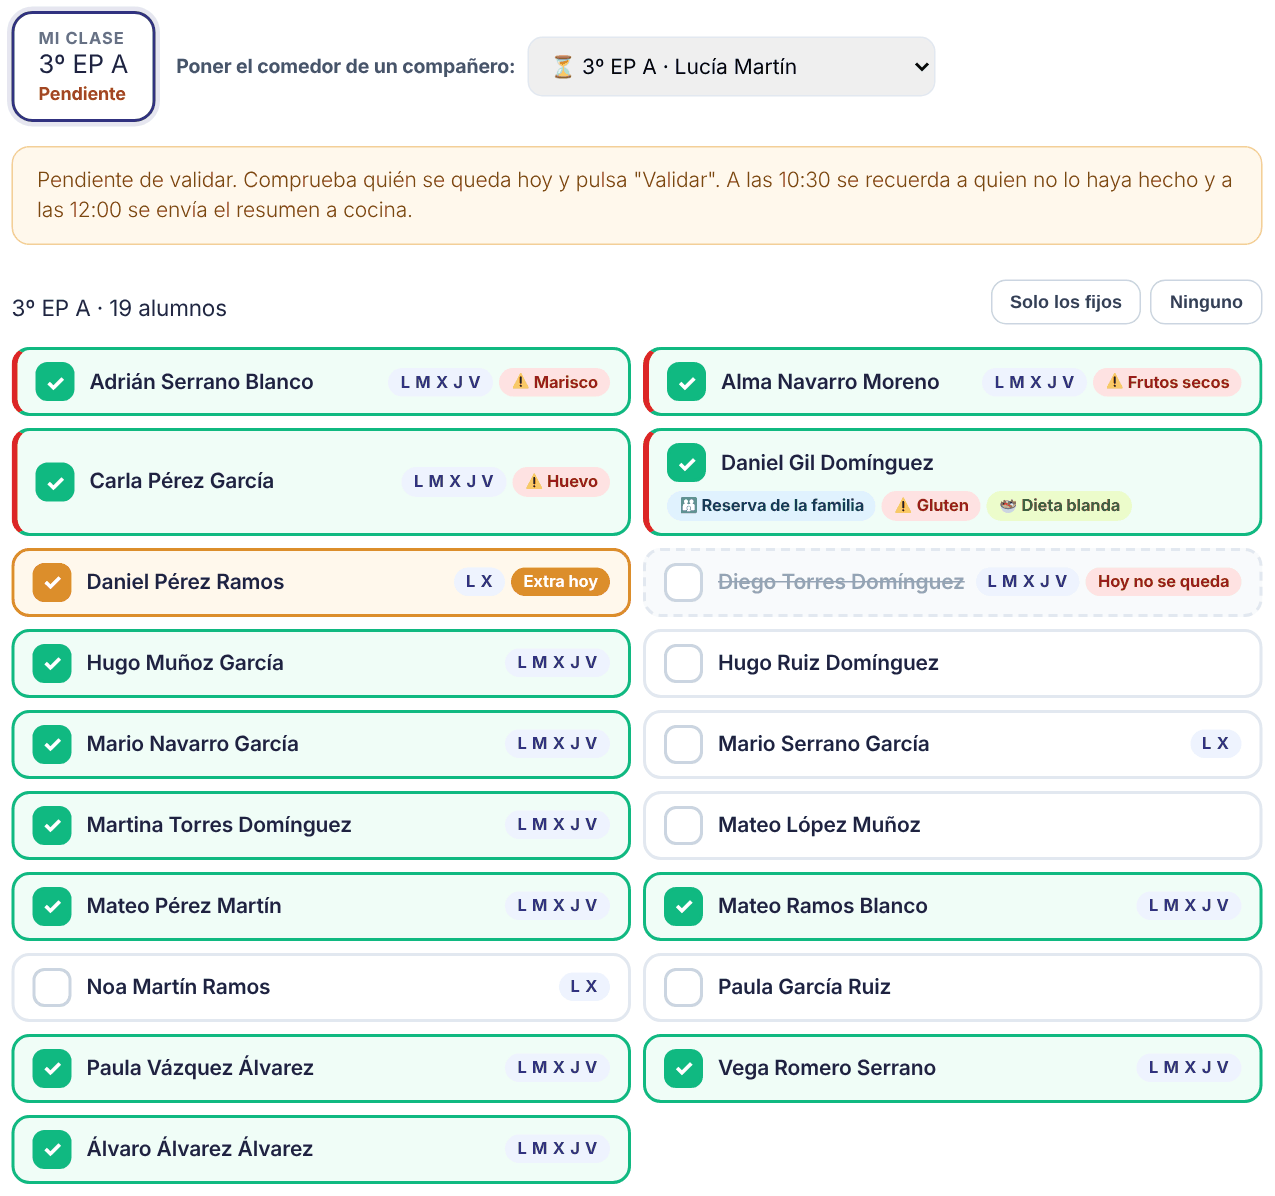 MI CLASE
3º EP A
Pendiente
Poner el comedor de un compañero:
⏳ 3º EP A · Lucía Martín
Pendiente de validar. Comprueba quién se queda hoy y pulsa "Validar". A las 10:30 se recuerda a quien no lo haya hecho y a
las 12:00 se envía el resumen a cocina.
3º EP A · 19 alumnos
Solo los fijos
Ninguno
Adrián Serrano Blanco L M X J V ⚠️ Marisco
Alma Navarro Moreno L M X J V ⚠️ Frutos secos
Carla Pérez García L M X J V ⚠️ Huevo
Daniel Gil Domínguez
Reserva de la familia ⚠️ Gluten Dieta blanda
Daniel Pérez Ramos L X Extra hoy
Diego Torres Domínguez L M X J V Hoy no se queda
Hugo Muñoz García L M X J V
Hugo Ruiz Domínguez
Mario Navarro García L M X J V
Mario Serrano García L X
Martina Torres Domínguez L M X J V
Mateo López Muñoz
Mateo Pérez Martín L M X J V
Mateo Ramos Blanco L M X J V
Noa Martín Ramos L X
Paula García Ruiz
Paula Vázquez Álvarez L M X J V
Vega Romero Serrano L M X J V
Álvaro Álvarez Álvarez L M X J V